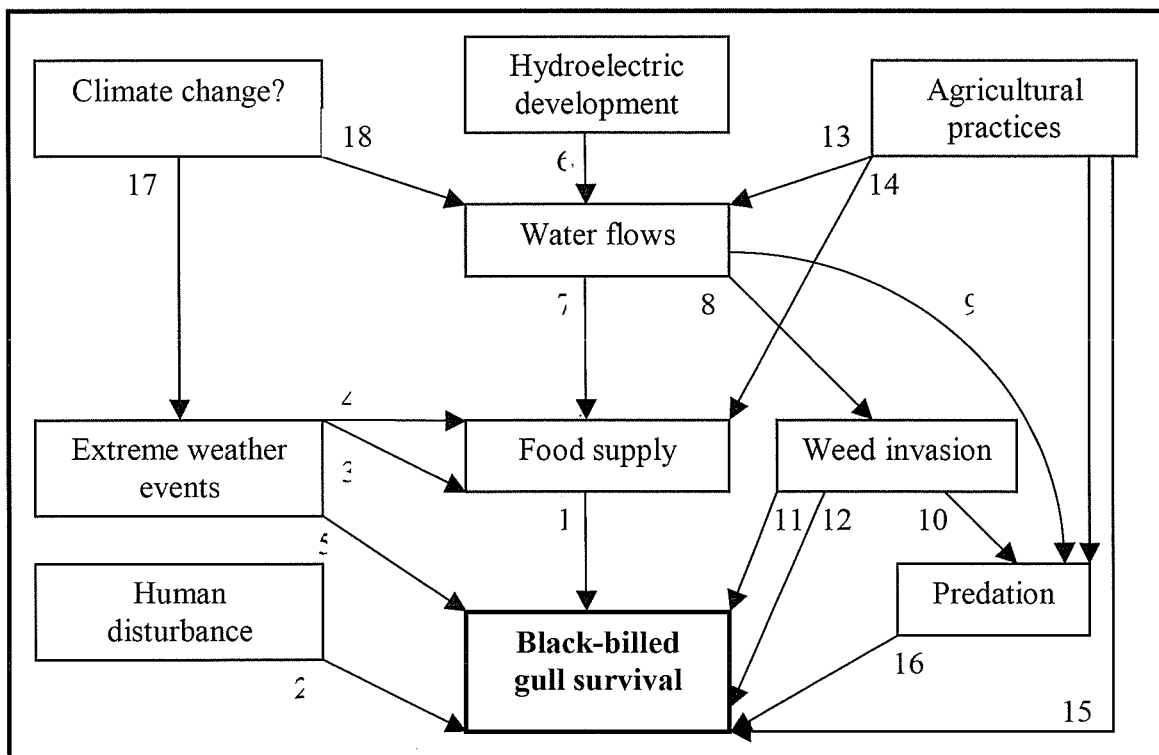 Climate change?
Hydroelectric
development
Agricultural
practices
18
6
13
17
14
Water flows
7
8
9
4
Extreme weather
events
3
Food supply
Weed invasion
5
1
11
12
10
Human
disturbance
Predation
Black-billed
gull survival
2
16
15